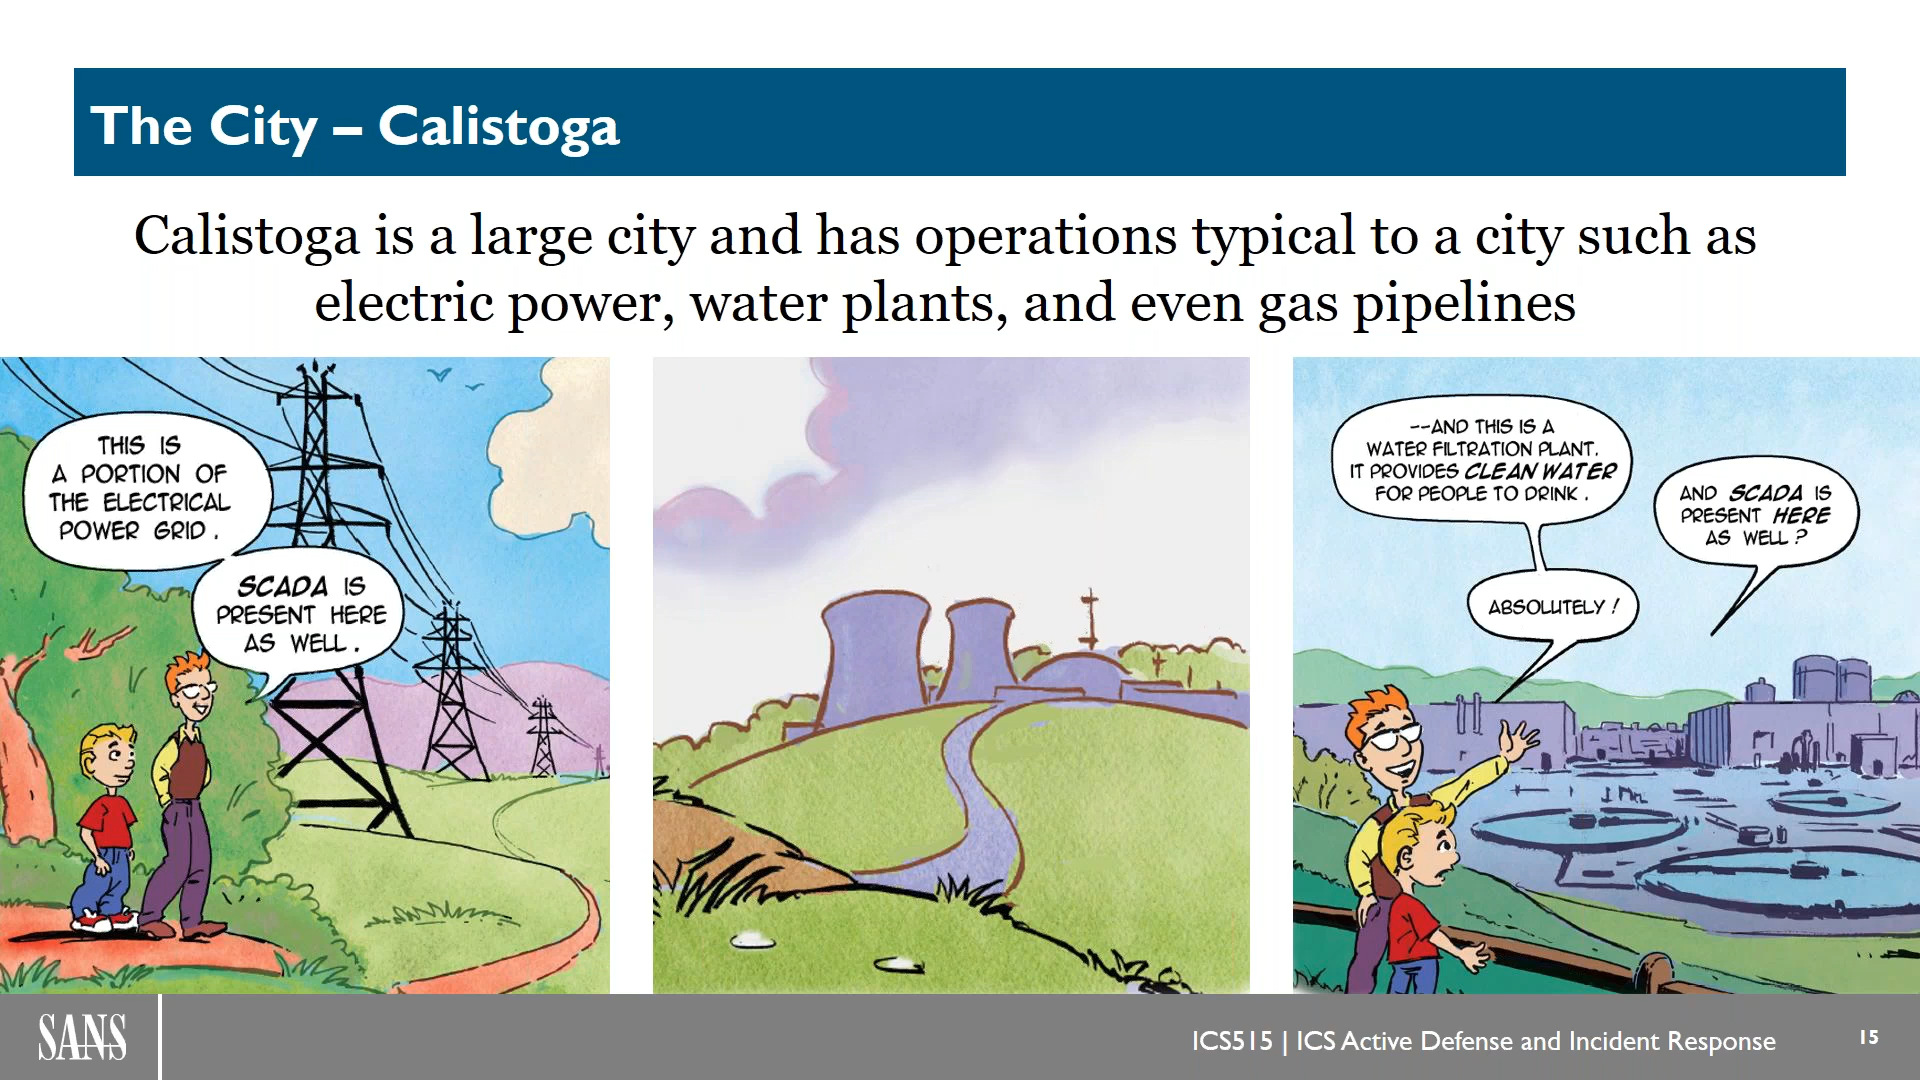 The City – Calistoga
Calistoga is a large city and has operations typical to a city such as
electric power, water plants, and even gas pipelines
THIS IS
A PORTION OF
THE ELECTRICAL
POWER GRID.
SCADA IS
PRESENT HERE
AS WELL.
--AND THIS IS A
WATER FILTRATION PLANT.
IT PROVIDES CLEAN WATER
FOR PEOPLE TO DRINK.
AND SCADA IS
PRESENT HERE
AS WELL?
ABSOLUTELY!
SANS
ICS515 | ICS Active Defense and Incident Response
15